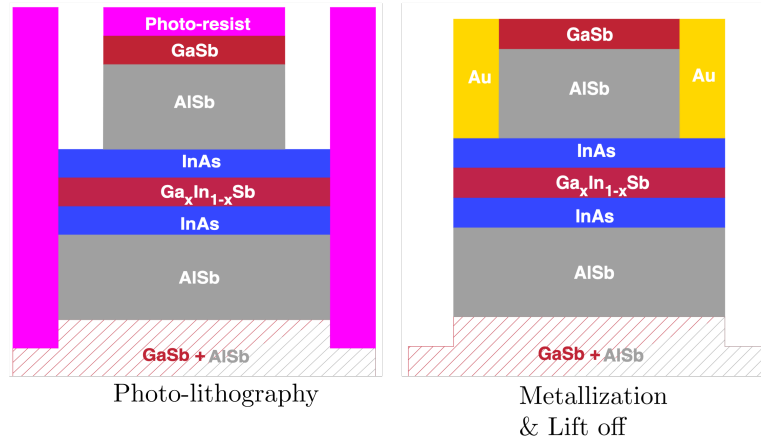 Photo-resist
GaSb
AlSb
InAs
GaxIn1-xSb
InAs
AlSb
GaSb + AlSb
Photo-lithography
GaSb
Au
Au
AlSb
InAs
GaxIn1-xSb
InAs
AlSb
GaSb + AlSb
Metallization
& Lift off